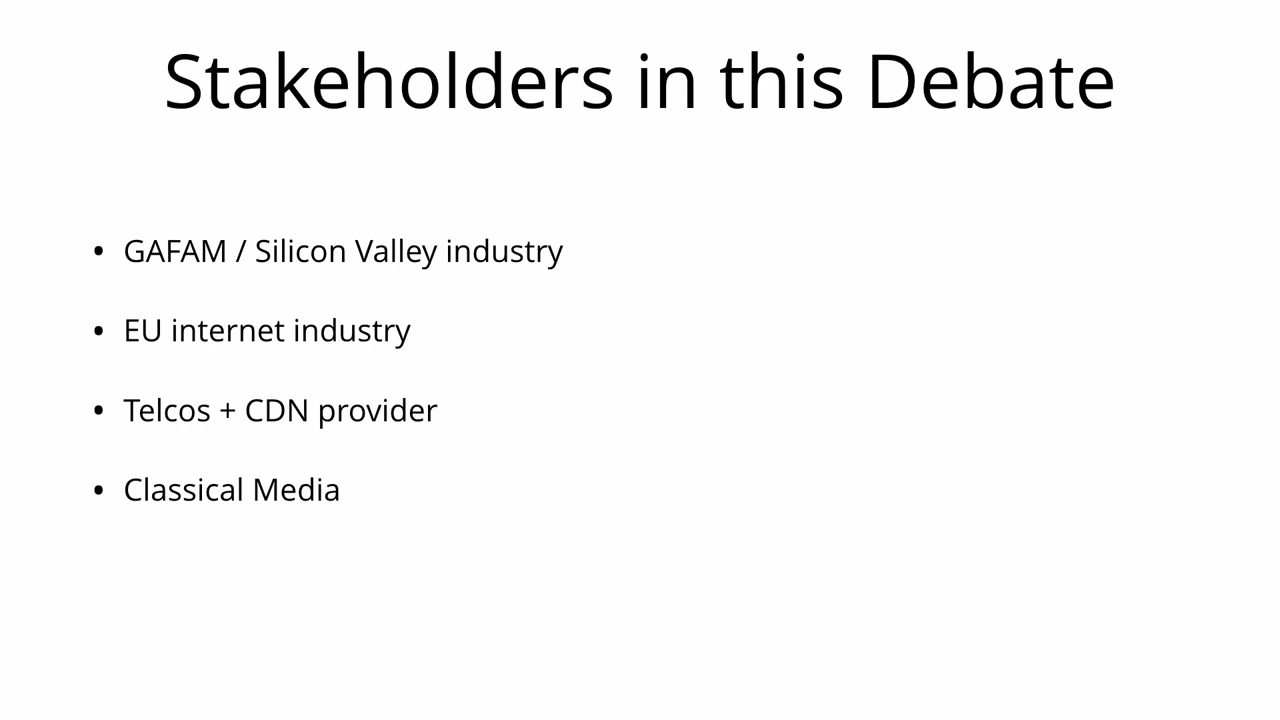 Stakeholders in this Debate
• GAFAM / Silicon Valley industry
• EU internet industry
• Telcos + CDN provider
• Classical Media